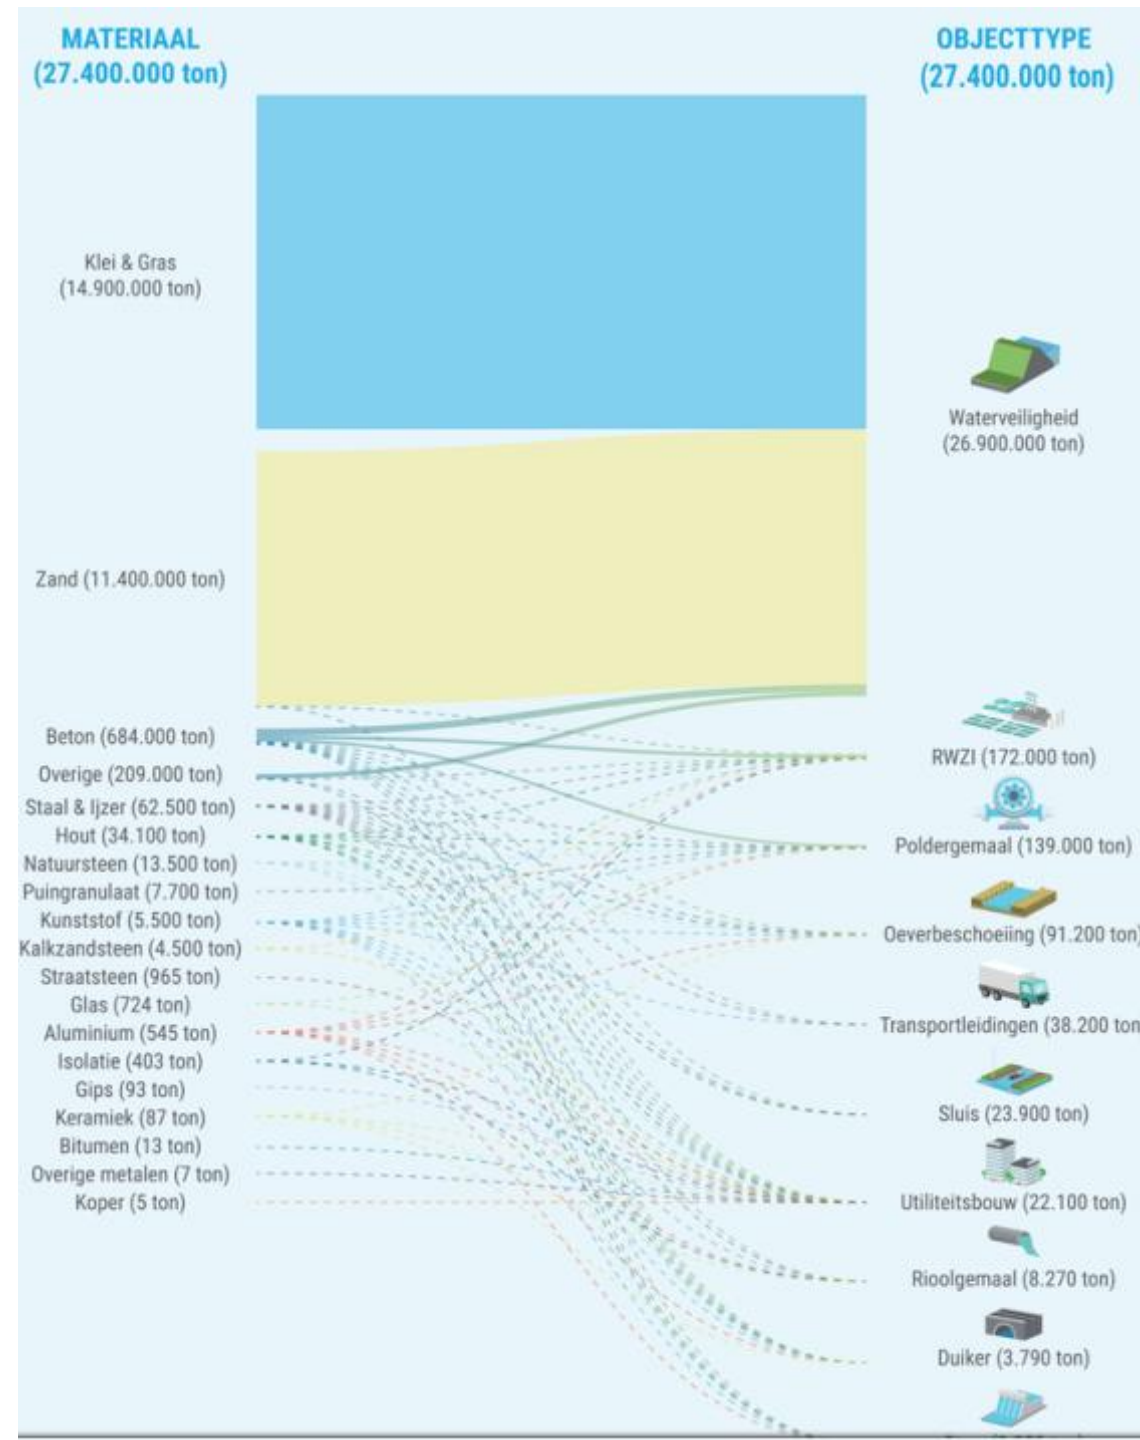 MATERIAAL
(27.400.000 ton)
Klei & Gras
(14.900.000 ton)
Zand (11.400.000 ton)
Beton (684.000 ton)
Overige (209.000 ton)
Staal & Ijzer (62.500 ton)
Hout (34.100 ton)
Natuursteen (13.500 ton)
Puingranulaat (7.700 ton)
Kunststof (5.500 ton)
Kalkzandsteen (4.500 ton)
Straatsteen (965 ton)
Glas (724 ton)
Aluminium (545 ton)
Isolatie (403 ton)
Gips (93 ton)
Keramiek (87 ton)
Bitumen (13 ton)
Overige metalen (7 ton)
Koper (5 ton)
OBJECTTYPE
(27.400.000 ton)
Waterveiligheid
(26.900.000 ton)
RWZI (172.000 ton)
Poldergemaal (139.000 ton)
Oeverbeschoeiing (91.200 ton)
Transportleidingen (38.200 ton
Sluis (23.900 ton)
Utiliteitsbouw (22.100 ton)
Rioolgemaal (8.270 ton)
Duiker (3.790 ton)